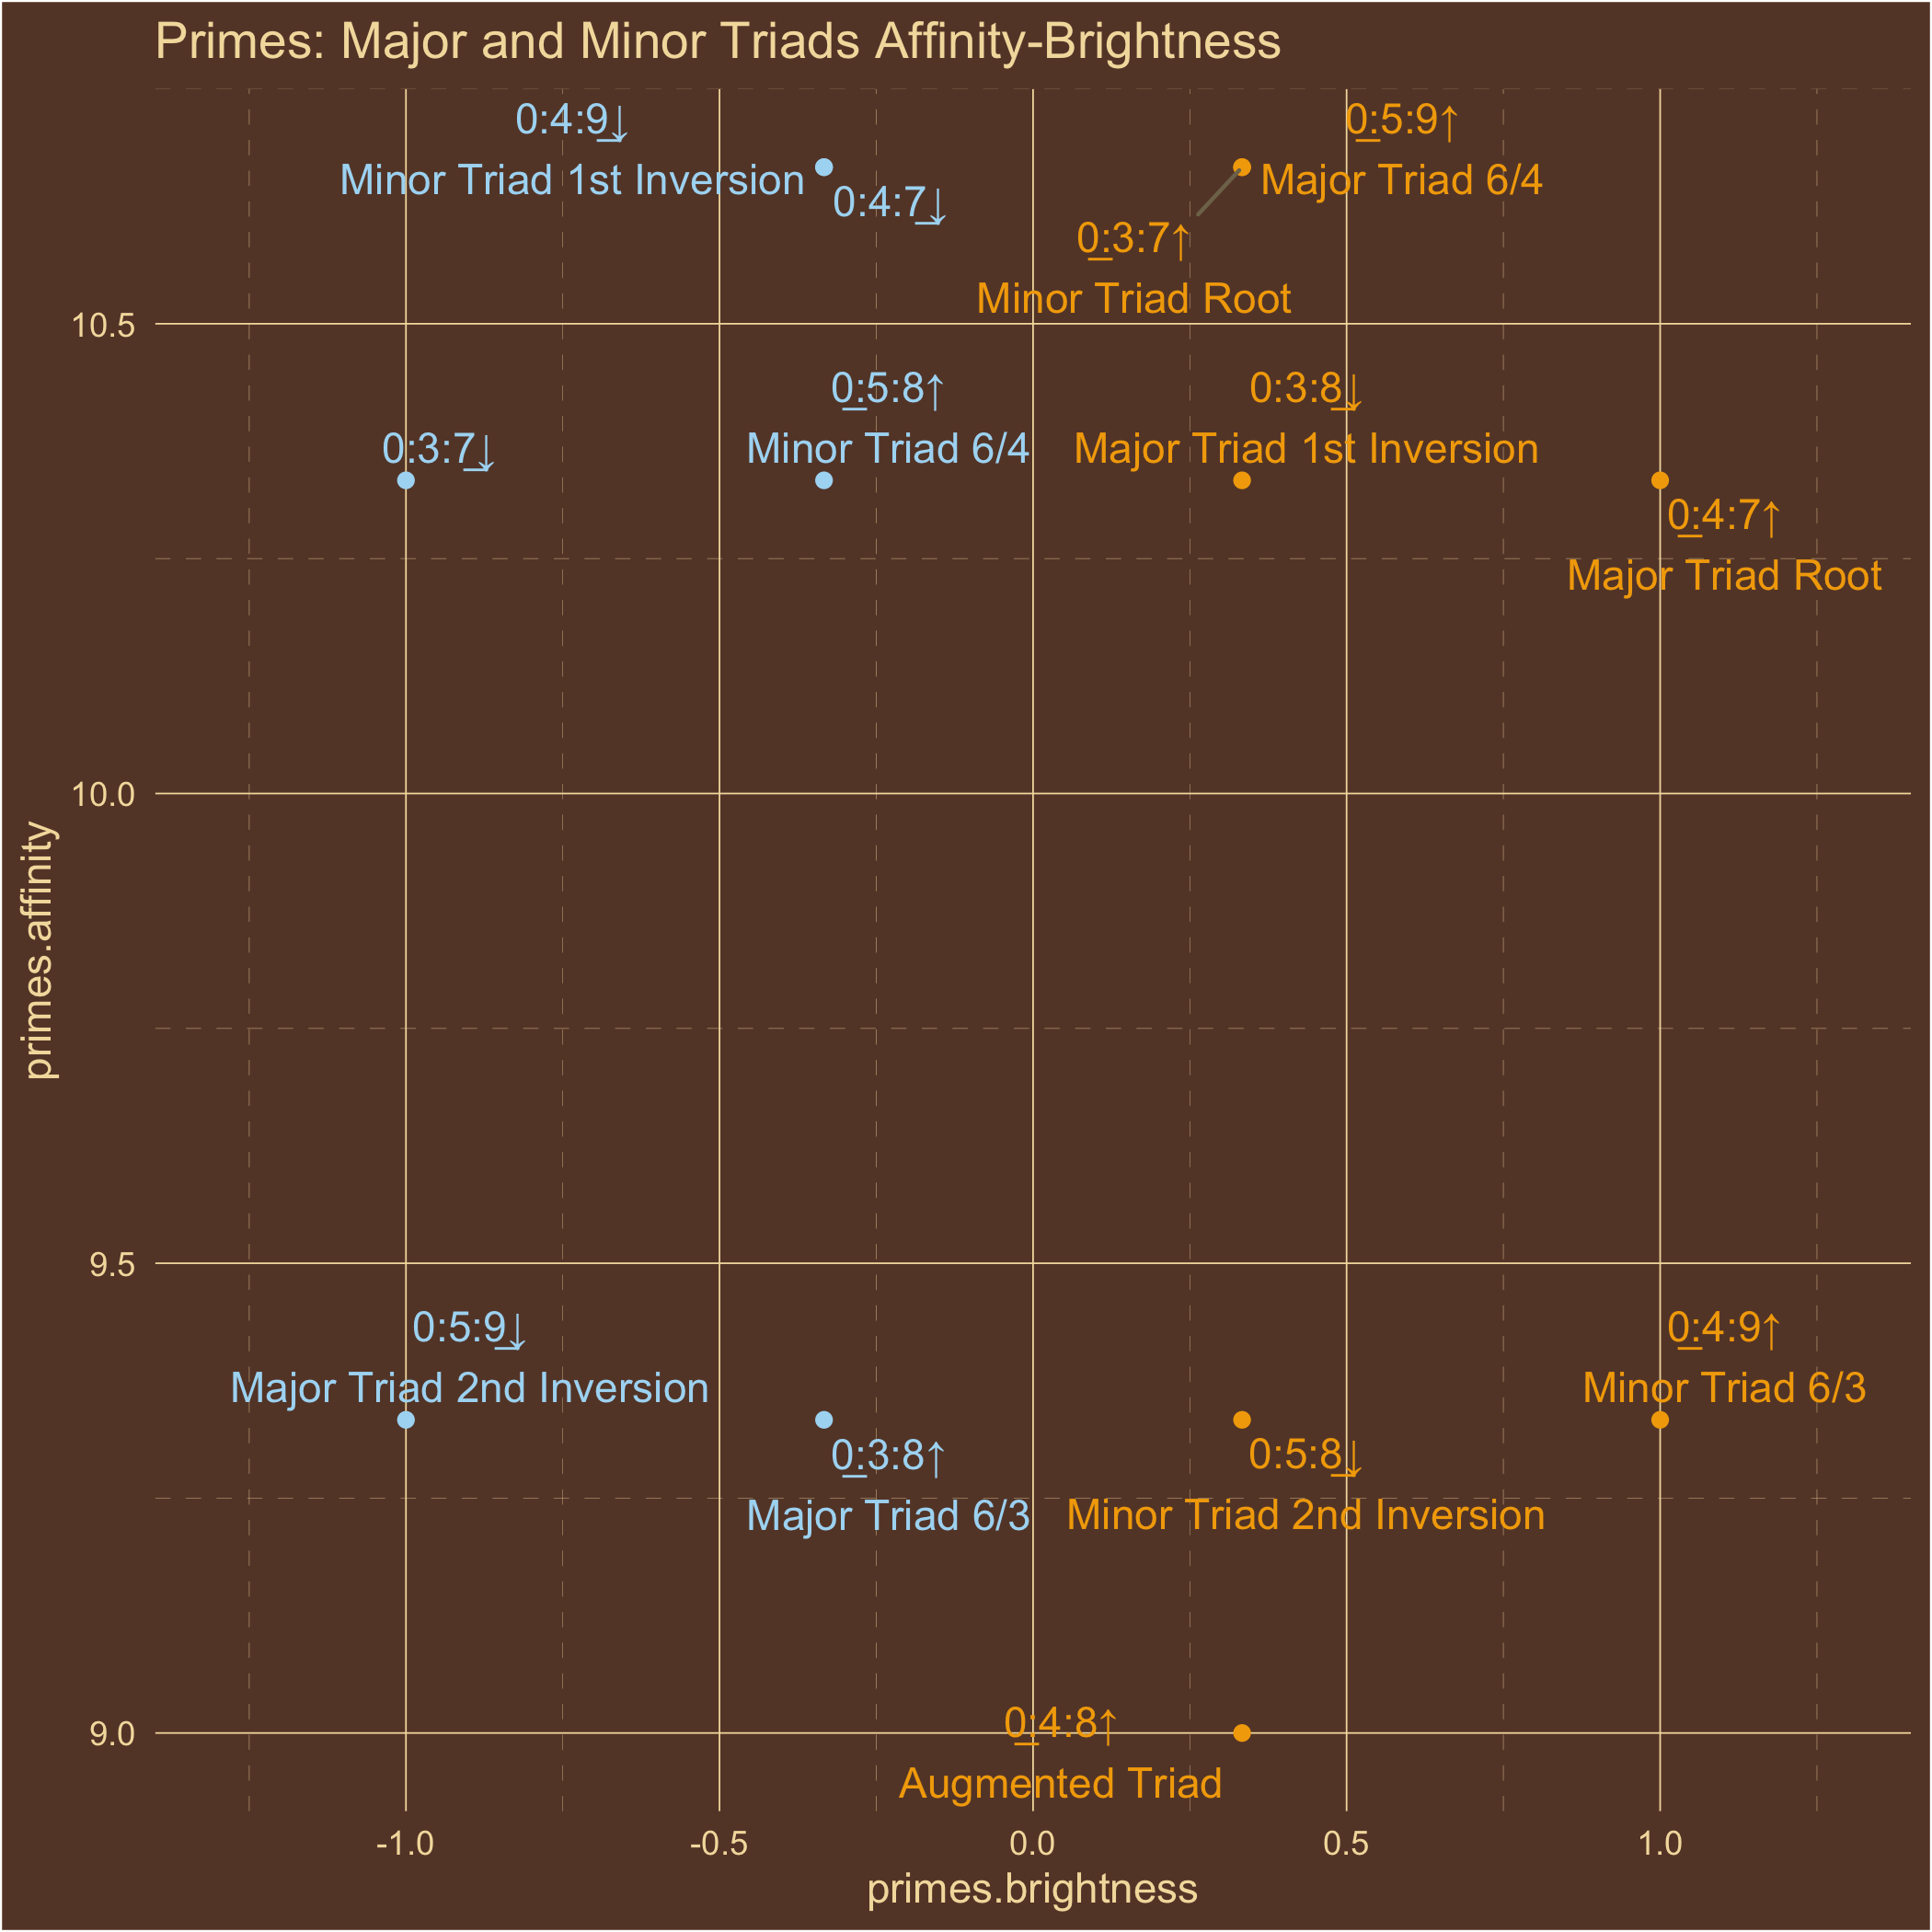 Primes: Major and Minor Triads Affinity-Brightness
0:4:9↓
Minor Triad 1st Inversion
0:4:7↓
0:5:9↑
Major Triad 6/4
0:3:7↑
Minor Triad Root
10.5
0:3:7↓
0:5:8↑
Minor Triad 6/4
0:3:8↓
Major Triad 1st Inversion
0:4:7↑
Major Triad Root
10.0
primes.affinity
9.5
0:5:9↓
Major Triad 2nd Inversion
0:3:8↑
Major Triad 6/3
0:5:8↓
Minor Triad 2nd Inversion
0:4:9↑
Minor Triad 6/3
9.0
0:4:8↑
Augmented Triad
-1.0 -0.5 0.0 0.5 1.0
primes.brightness